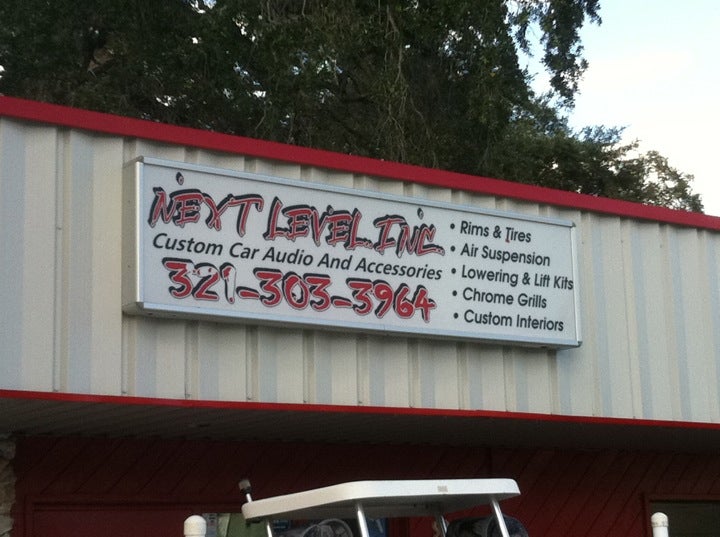 NEXT LEVEL INC.
Custom Car Audio And Accessories
321-303-3964
• Rims & Tires
• Air Suspension
• Lowering & Lift Kits
• Chrome Grills
• Custom Interiors